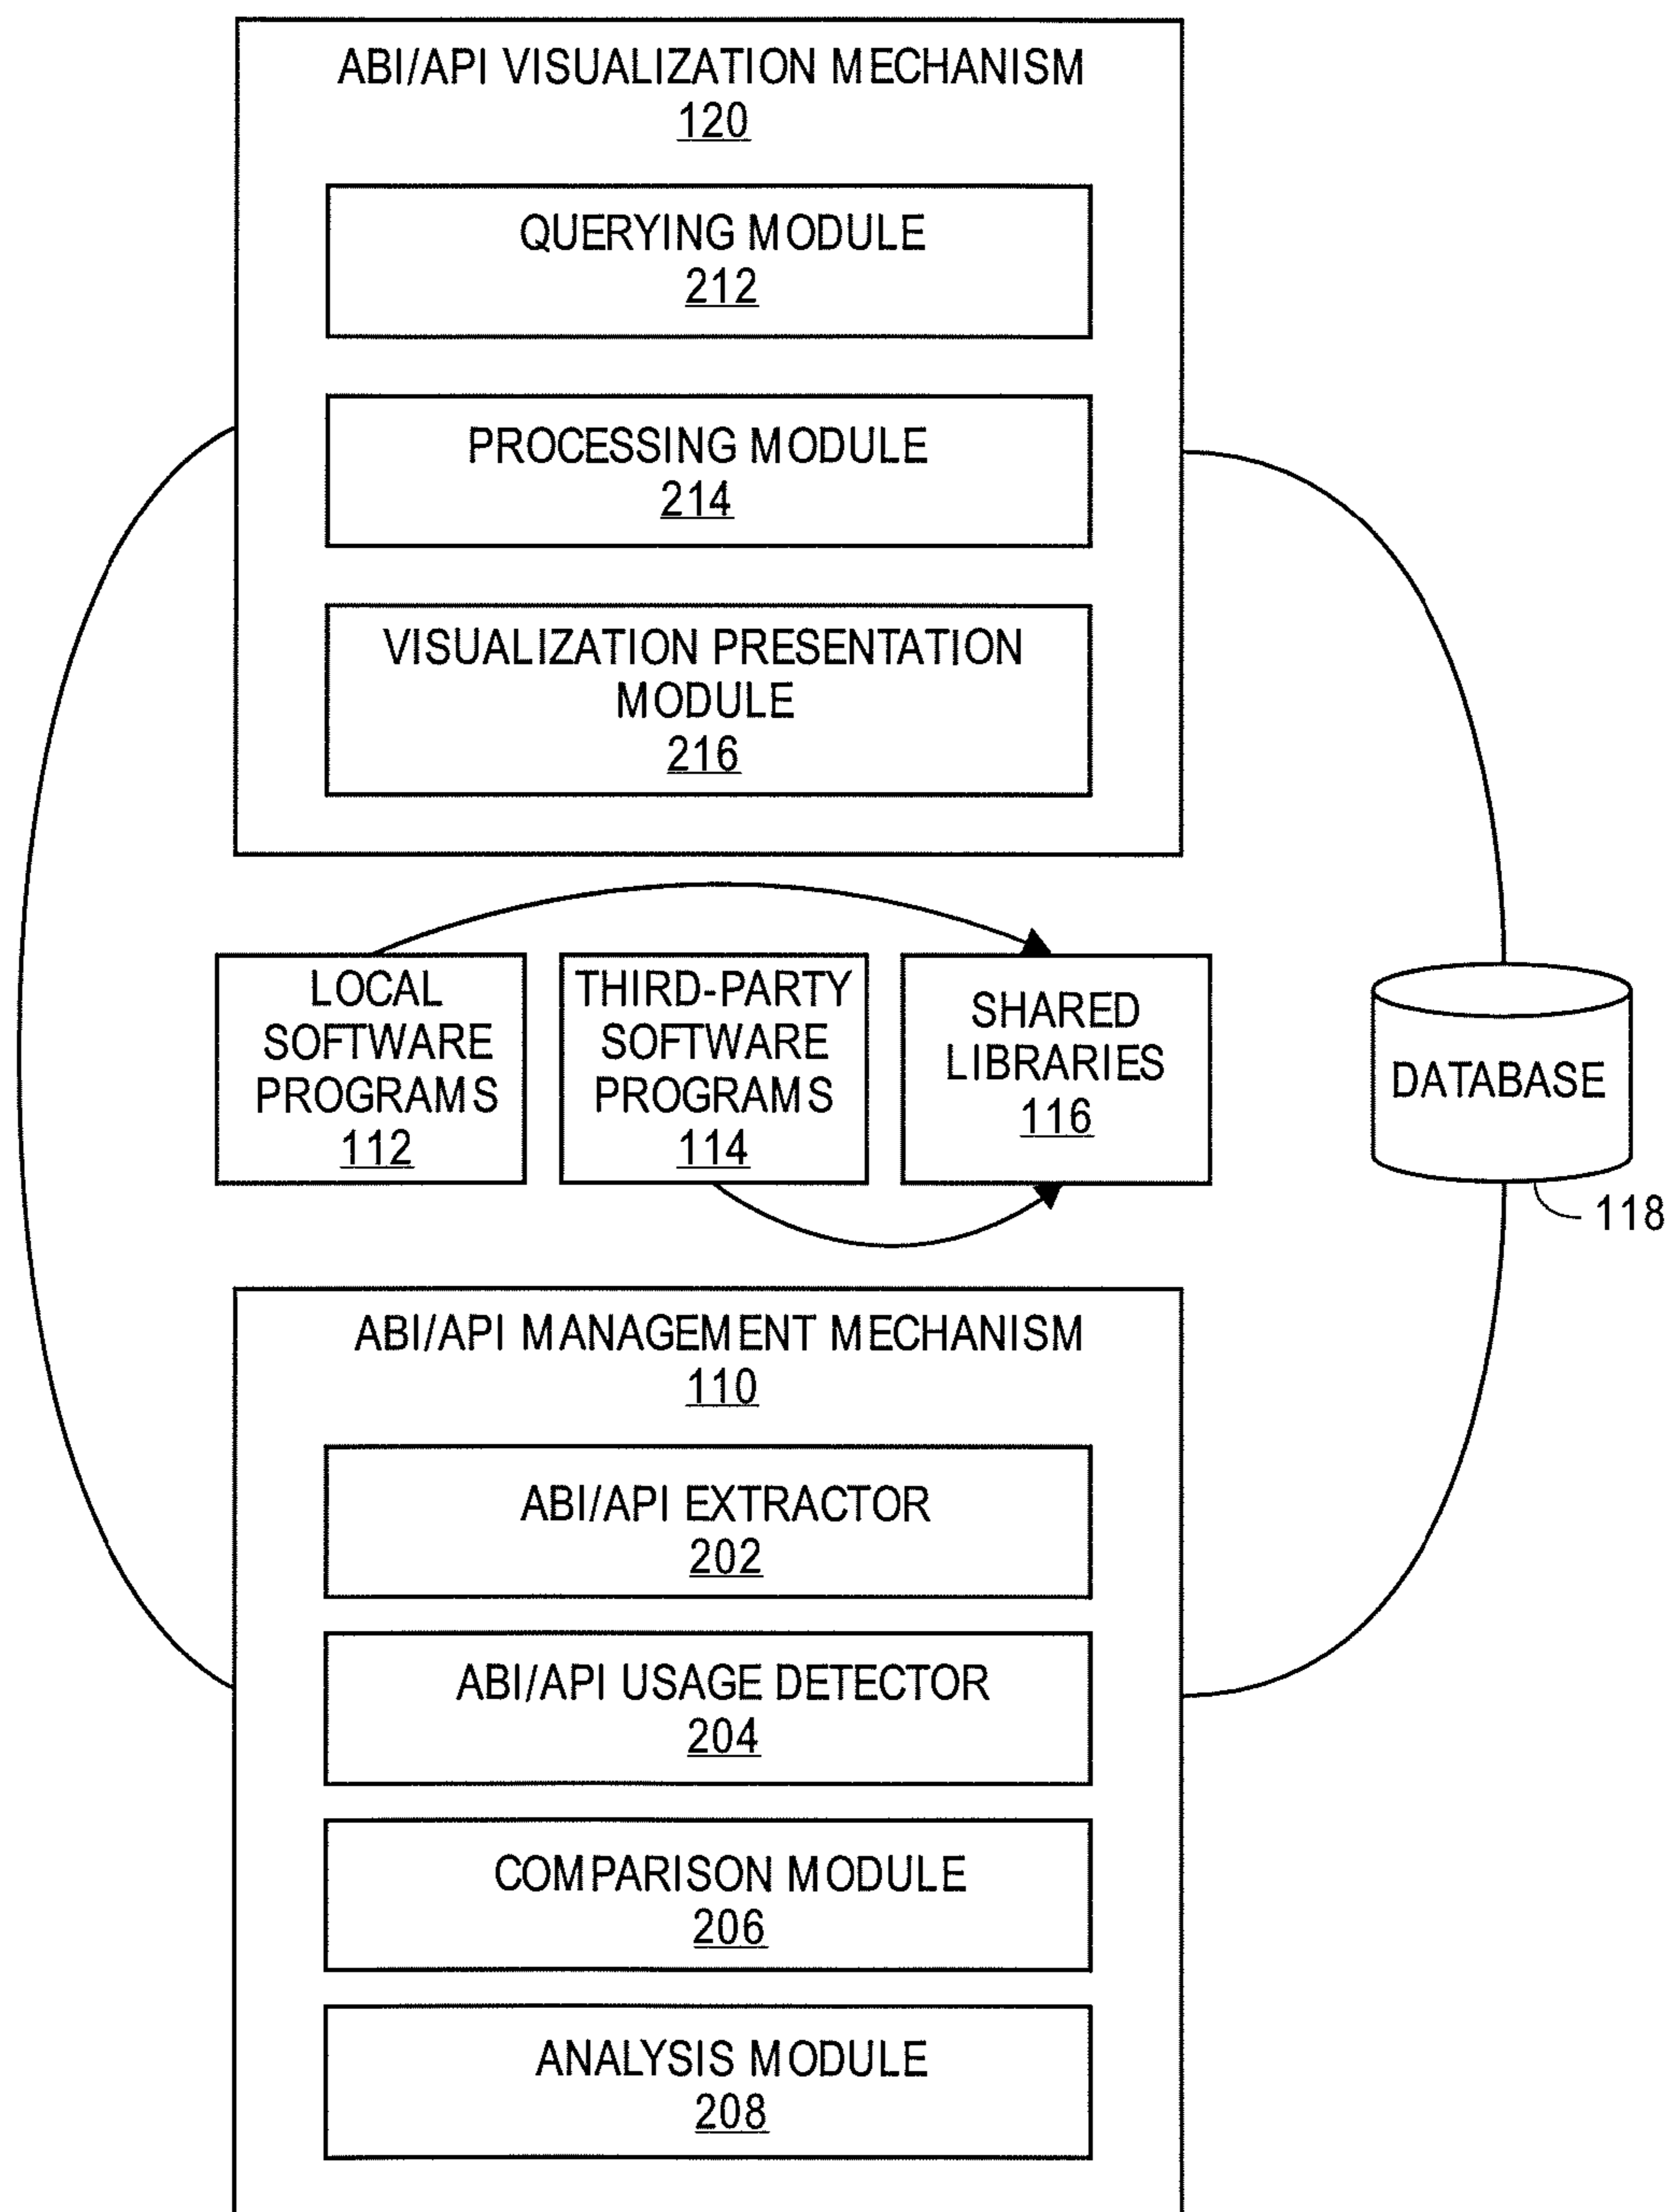 ABI/API VISUALIZATION MECHANISM
120
QUERYING MODULE
212
PROCESSING MODULE
214
VISUALIZATION PRESENTATION
MODULE
216
LOCAL
SOFTWARE
PROGRAMS
112
THIRD-PARTY
SOFTWARE
PROGRAMS
114
SHARED
LIBRARIES
116
DATABASE
118
ABI/API MANAGEMENT MECHANISM
110
ABI/API EXTRACTOR
202
ABI/API USAGE DETECTOR
204
COMPARISON MODULE
206
ANALYSIS MODULE
208